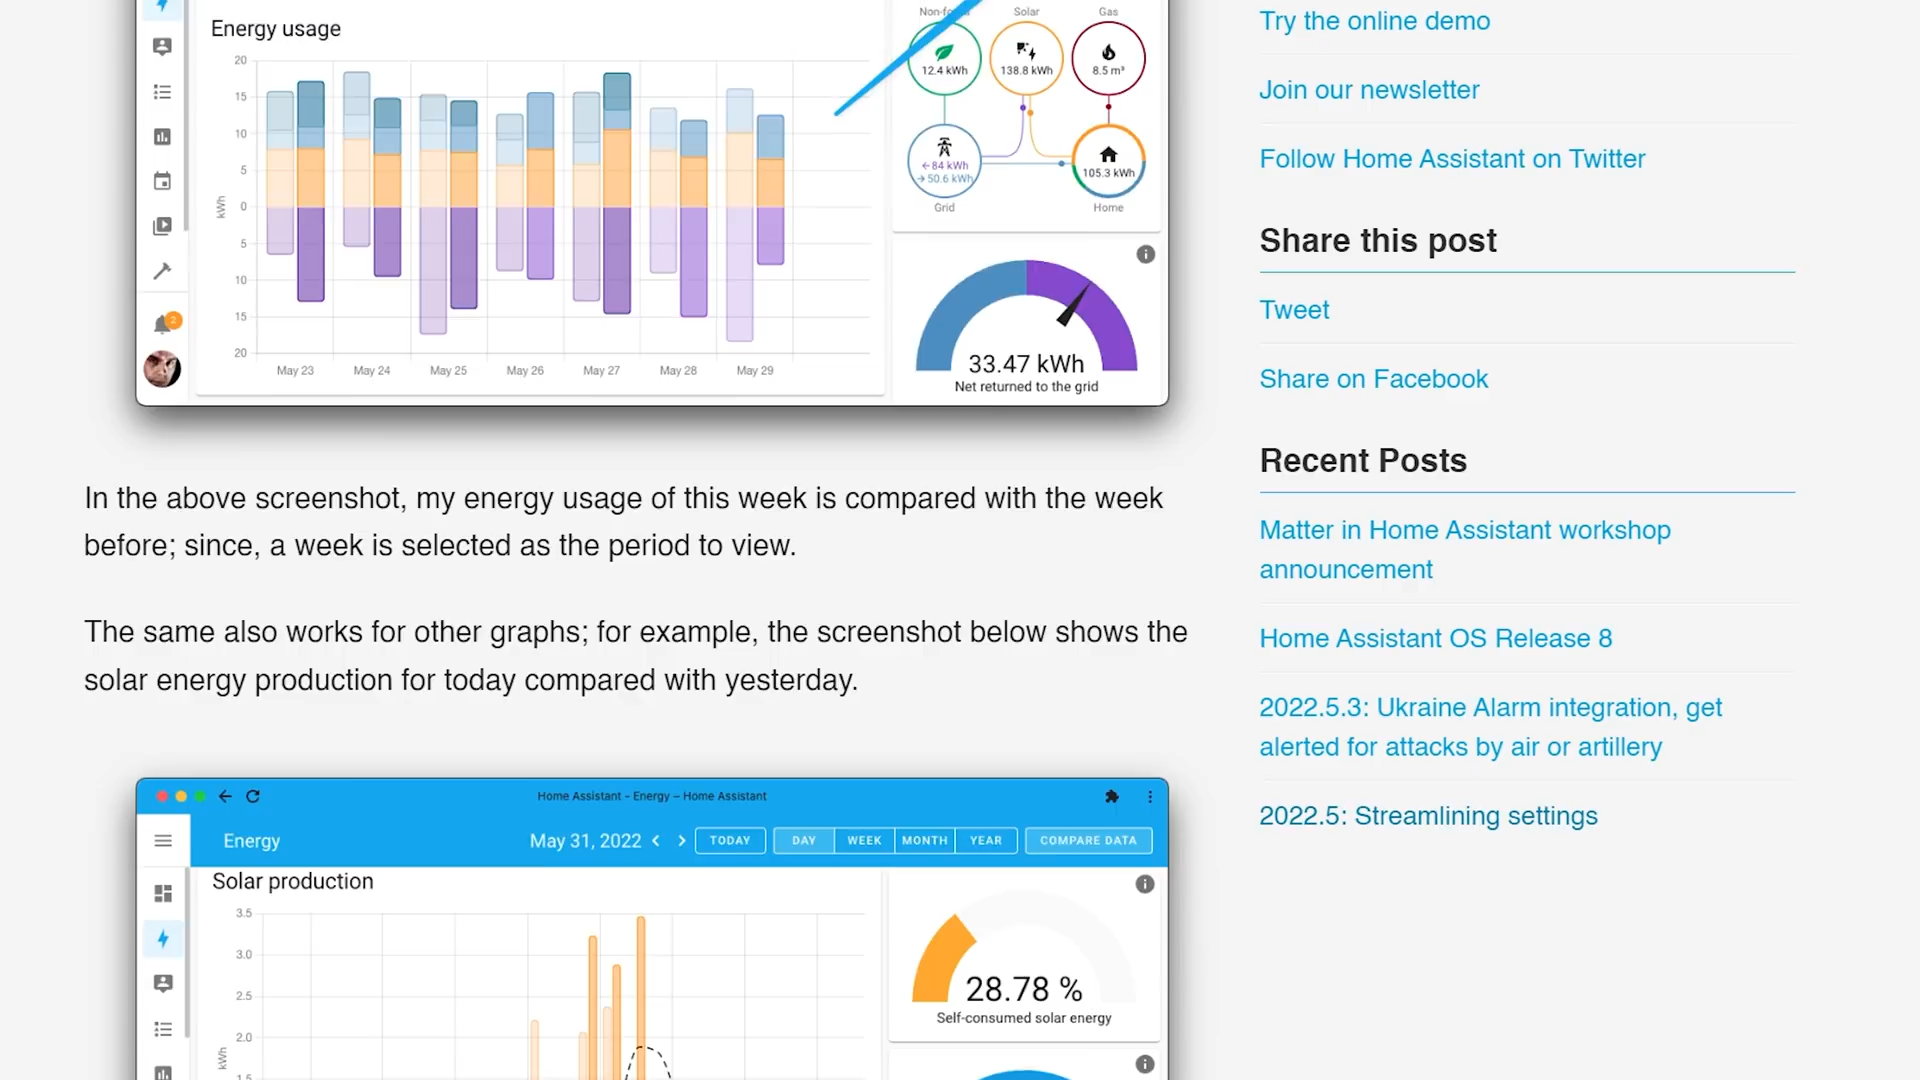 Energy usage
20
15
10
5
0
5
10
15
20
kWh
May 23
May 24
May 25
May 26
May 27
May 28
May 29
2
Solar
Gas
12.4 kWh
138.8 kWh
8.5 m³
←84 kWh
→50.6 kWh
105.3 kWh
Grid
Home
33.47 kWh
Net returned to the grid
In the above screenshot, my energy usage of this week is compared with the week
before; since, a week is selected as the period to view.
The same also works for other graphs; for example, the screenshot below shows the
solar energy production for today compared with yesterday.
Home Assistant - Energy – Home Assistant
Energy
May 31, 2022
TODAY
DAY
WEEK
MONTH
YEAR
COMPARE DATA
Solar production
3.5
3.0
2.5
2.0
1.5
kWh
28.78 %
Self-consumed solar energy
Try the online demo
Join our newsletter
Follow Home Assistant on Twitter
Share this post
Tweet
Share on Facebook
Recent Posts
Matter in Home Assistant workshop
announcement
Home Assistant OS Release 8
2022.5.3: Ukraine Alarm integration, get
alerted for attacks by air or artillery
2022.5: Streamlining settings